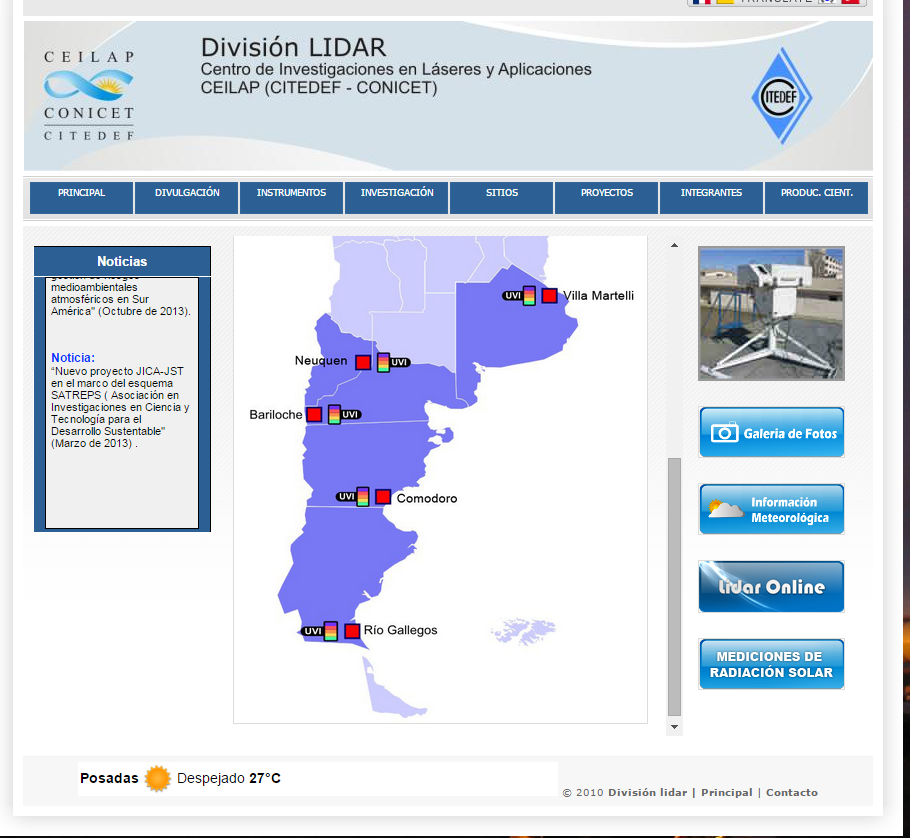 TRANSLATE
CEILAP
CONICET
CITEDEF
División LIDAR
Centro de Investigaciones en Láseres y Aplicaciones
CEILAP (CITEDEF - CONICET)
CITEDEF
PRINCIPAL
DIVULGACIÓN
INSTRUMENTOS
INVESTIGACIÓN
SITIOS
PROYECTOS
INTEGRANTES
PRODUC. CIENT.
Noticias
medioambientales
atmosféricos en Sur
América" (Octubre de 2013).
Noticia:
“Nuevo proyecto JICA-JST
en el marco del esquema
SATREPS ( Asociación en
Investigaciones en Ciencia y
Tecnología para el
Desarrollo Sustentable"
(Marzo de 2013) .
UVI Villa Martelli
Neuquen UVI
Bariloche UVI
UVI Comodoro
UVI Río Gallegos
Galeria de Fotos
Información
Meteorológica
Lidar Online
MEDICIONES DE
RADIACIÓN SOLAR
Posadas Despejado 27°C
© 2010 División lidar | Principal | Contacto